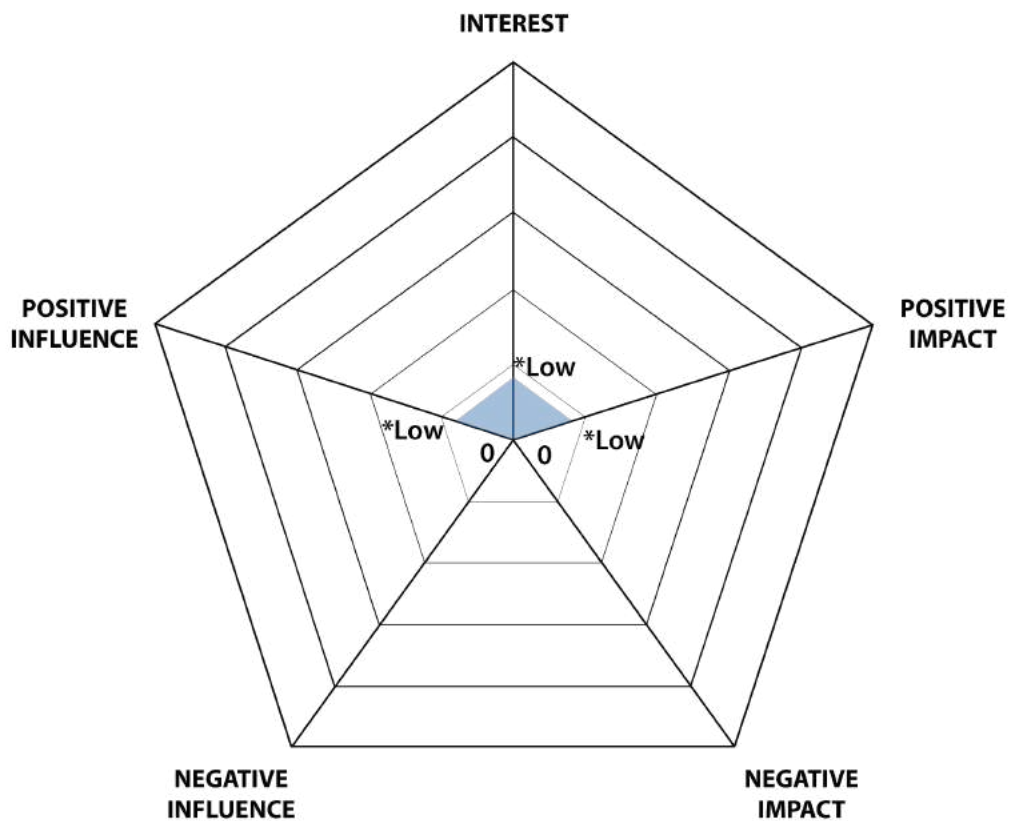 INTEREST
POSITIVE
INFLUENCE
POSITIVE
IMPACT
*Low
*Low
*Low
0
0
NEGATIVE
INFLUENCE
NEGATIVE
IMPACT